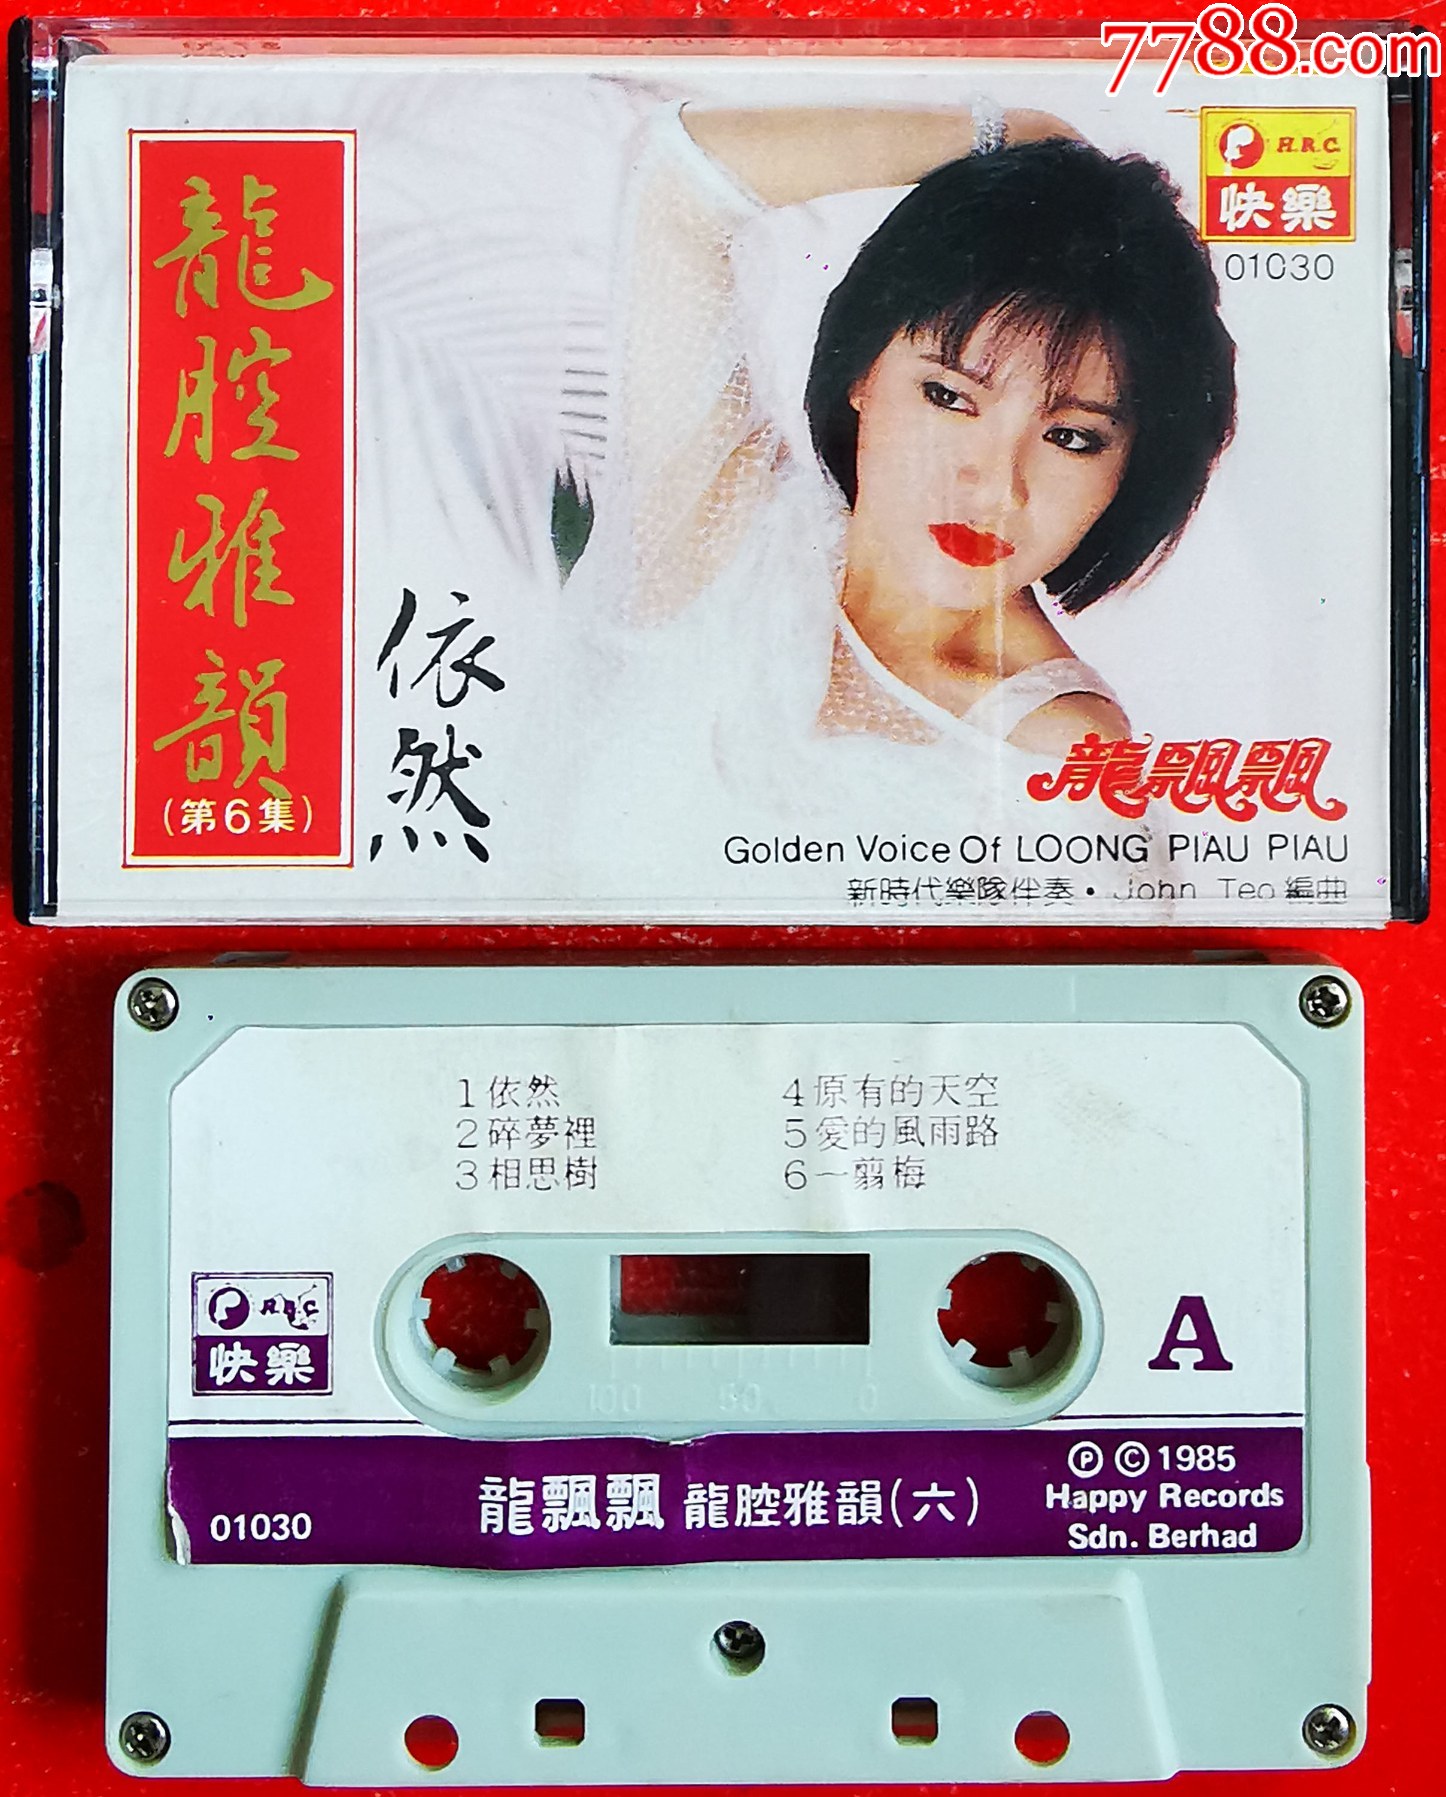 7788.com
H.R.C.
快樂
01030
龍腔雅韻
(第6集)
依然
龍飄飄
Golden Voice Of LOONG PIAU PIAU
新時代樂隊伴奏・John Teo 編曲
1 依然
2 碎夢裡
3 相思樹
4 原有的天空
5 愛的風雨路
6 一翦梅
H.R.C.
快樂
A
100 50 0
01030
龍飄飄 龍腔雅韻(六)
Ⓟ Ⓒ 1985
Happy Records
Sdn. Berhad